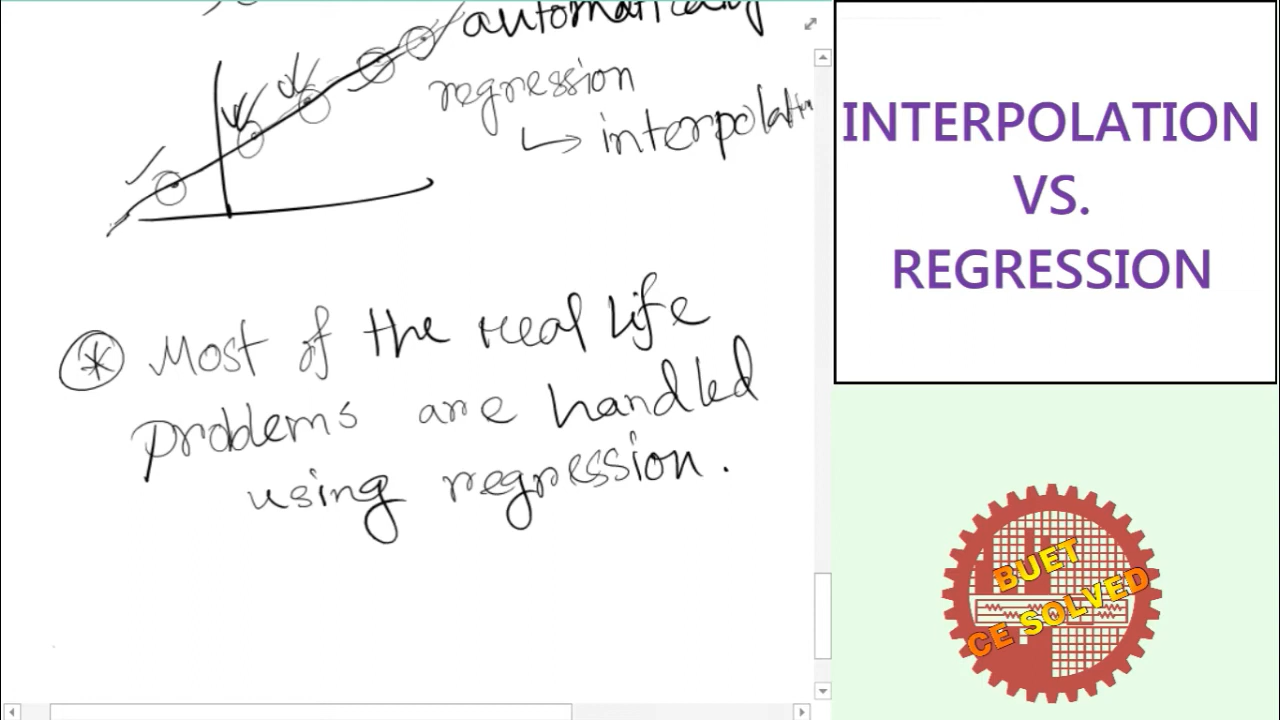 automatically
regression
↳ interpolation
* Most of the real life
problems are handled
using regression.
INTERPOLATION
VS.
REGRESSION
BUET
CE SOLVED